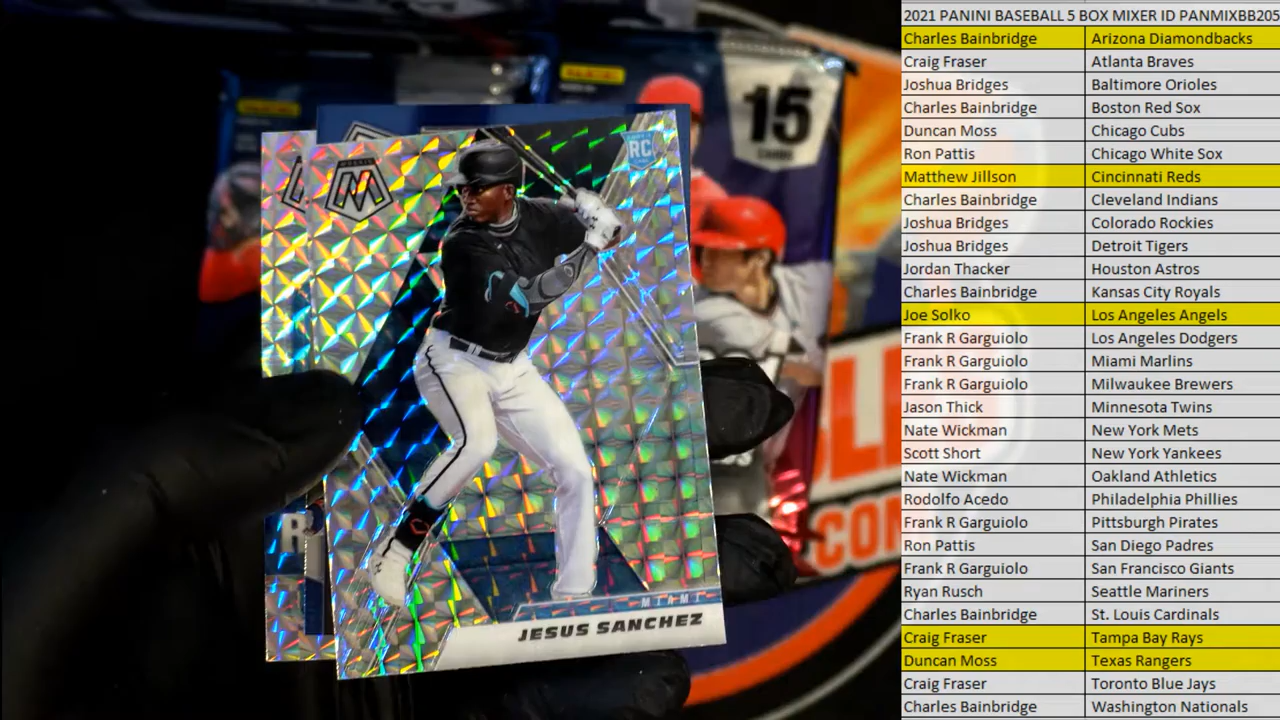 2021 PANINI BASEBALL 5 BOX MIXER ID PANMIXBB205
Charles Bainbridge Arizona Diamondbacks
Craig Fraser Atlanta Braves
Joshua Bridges Baltimore Orioles
Charles Bainbridge Boston Red Sox
Duncan Moss Chicago Cubs
Ron Pattis Chicago White Sox
Matthew Jillson Cincinnati Reds
Charles Bainbridge Cleveland Indians
Joshua Bridges Colorado Rockies
Joshua Bridges Detroit Tigers
Jordan Thacker Houston Astros
Charles Bainbridge Kansas City Royals
Joe Solko Los Angeles Angels
Frank R Garguiolo Los Angeles Dodgers
Frank R Garguiolo Miami Marlins
Frank R Garguiolo Milwaukee Brewers
Jason Thick Minnesota Twins
Nate Wickman New York Mets
Scott Short New York Yankees
Nate Wickman Oakland Athletics
Rodolfo Acedo Philadelphia Phillies
Frank R Garguiolo Pittsburgh Pirates
Ron Pattis San Diego Padres
Frank R Garguiolo San Francisco Giants
Ryan Rusch Seattle Mariners
Charles Bainbridge St. Louis Cardinals
Craig Fraser Tampa Bay Rays
Duncan Moss Texas Rangers
Craig Fraser Toronto Blue Jays
Charles Bainbridge Washington Nationals
PANINI
15
CARDS
MOSAIC
M
RC
MIAMI
JESUS SANCHEZ